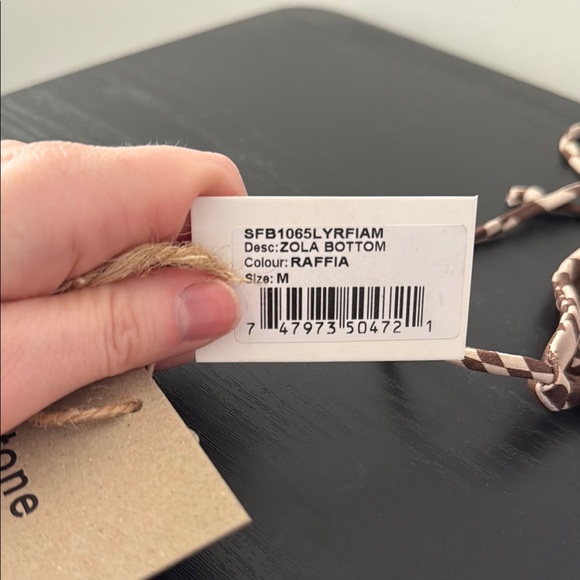 SFB1065LYRFIAM
Desc:ZOLA BOTTOM
Colour:RAFFIA
Size: M
7 47973 50472 1
tone